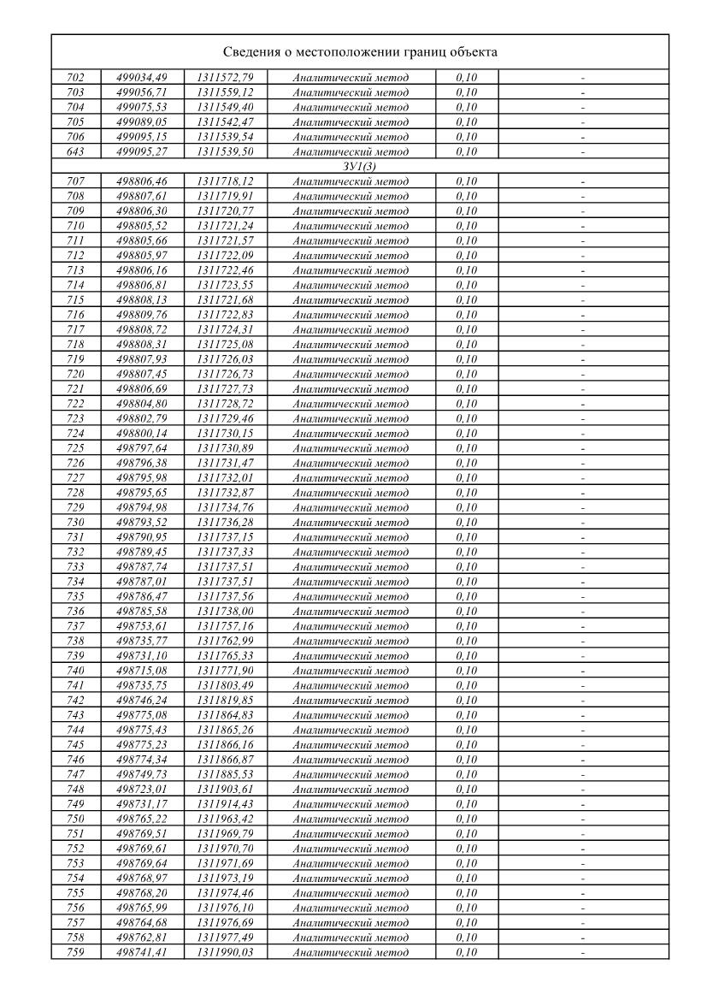 Сведения о местоположении границ объекта
702 499034,49 1311572,79 Аналитический метод 0,10 -
703 499056,71 1311559,12 Аналитический метод 0,10 -
704 499075,53 1311549,40 Аналитический метод 0,10 -
705 499089,05 1311542,47 Аналитический метод 0,10 -
706 499095,15 1311539,54 Аналитический метод 0,10 -
643 499095,27 1311539,50 Аналитический метод 0,10 -
ЗУ1(3)
707 498806,46 1311718,12 Аналитический метод 0,10 -
708 498807,61 1311719,91 Аналитический метод 0,10 -
709 498806,30 1311720,77 Аналитический метод 0,10 -
710 498805,52 1311721,24 Аналитический метод 0,10 -
711 498805,66 1311721,57 Аналитический метод 0,10 -
712 498805,97 1311722,09 Аналитический метод 0,10 -
713 498806,16 1311722,46 Аналитический метод 0,10 -
714 498806,81 1311723,55 Аналитический метод 0,10 -
715 498808,13 1311721,68 Аналитический метод 0,10 -
716 498809,76 1311722,83 Аналитический метод 0,10 -
717 498808,72 1311724,31 Аналитический метод 0,10 -
718 498808,31 1311725,08 Аналитический метод 0,10 -
719 498807,93 1311726,03 Аналитический метод 0,10 -
720 498807,45 1311726,73 Аналитический метод 0,10 -
721 498806,69 1311727,73 Аналитический метод 0,10 -
722 498804,80 1311728,72 Аналитический метод 0,10 -
723 498802,79 1311729,46 Аналитический метод 0,10 -
724 498800,14 1311730,15 Аналитический метод 0,10 -
725 498797,64 1311730,89 Аналитический метод 0,10 -
726 498796,38 1311731,47 Аналитический метод 0,10 -
727 498795,98 1311732,01 Аналитический метод 0,10 -
728 498795,65 1311732,87 Аналитический метод 0,10 -
729 498794,98 1311734,76 Аналитический метод 0,10 -
730 498793,52 1311736,28 Аналитический метод 0,10 -
731 498790,95 1311737,15 Аналитический метод 0,10 -
732 498789,45 1311737,33 Аналитический метод 0,10 -
733 498787,74 1311737,51 Аналитический метод 0,10 -
734 498787,01 1311737,51 Аналитический метод 0,10 -
735 498786,47 1311737,56 Аналитический метод 0,10 -
736 498785,58 1311738,00 Аналитический метод 0,10 -
737 498753,61 1311757,16 Аналитический метод 0,10 -
738 498735,77 1311762,99 Аналитический метод 0,10 -
739 498731,10 1311765,33 Аналитический метод 0,10 -
740 498715,08 1311771,90 Аналитический метод 0,10 -
741 498735,75 1311803,49 Аналитический метод 0,10 -
742 498746,24 1311819,85 Аналитический метод 0,10 -
743 498775,08 1311864,83 Аналитический метод 0,10 -
744 498775,43 1311865,26 Аналитический метод 0,10 -
745 498775,23 1311866,16 Аналитический метод 0,10 -
746 498774,34 1311866,87 Аналитический метод 0,10 -
747 498749,73 1311885,53 Аналитический метод 0,10 -
748 498723,01 1311903,61 Аналитический метод 0,10 -
749 498731,17 1311914,43 Аналитический метод 0,10 -
750 498765,22 1311963,42 Аналитический метод 0,10 -
751 498769,51 1311969,79 Аналитический метод 0,10 -
752 498769,61 1311970,70 Аналитический метод 0,10 -
753 498769,64 1311971,69 Аналитический метод 0,10 -
754 498768,97 1311973,19 Аналитический метод 0,10 -
755 498768,20 1311974,46 Аналитический метод 0,10 -
756 498765,99 1311976,10 Аналитический метод 0,10 -
757 498764,68 1311976,69 Аналитический метод 0,10 -
758 498762,81 1311977,49 Аналитический метод 0,10 -
759 498741,41 1311990,03 Аналитический метод 0,10 -